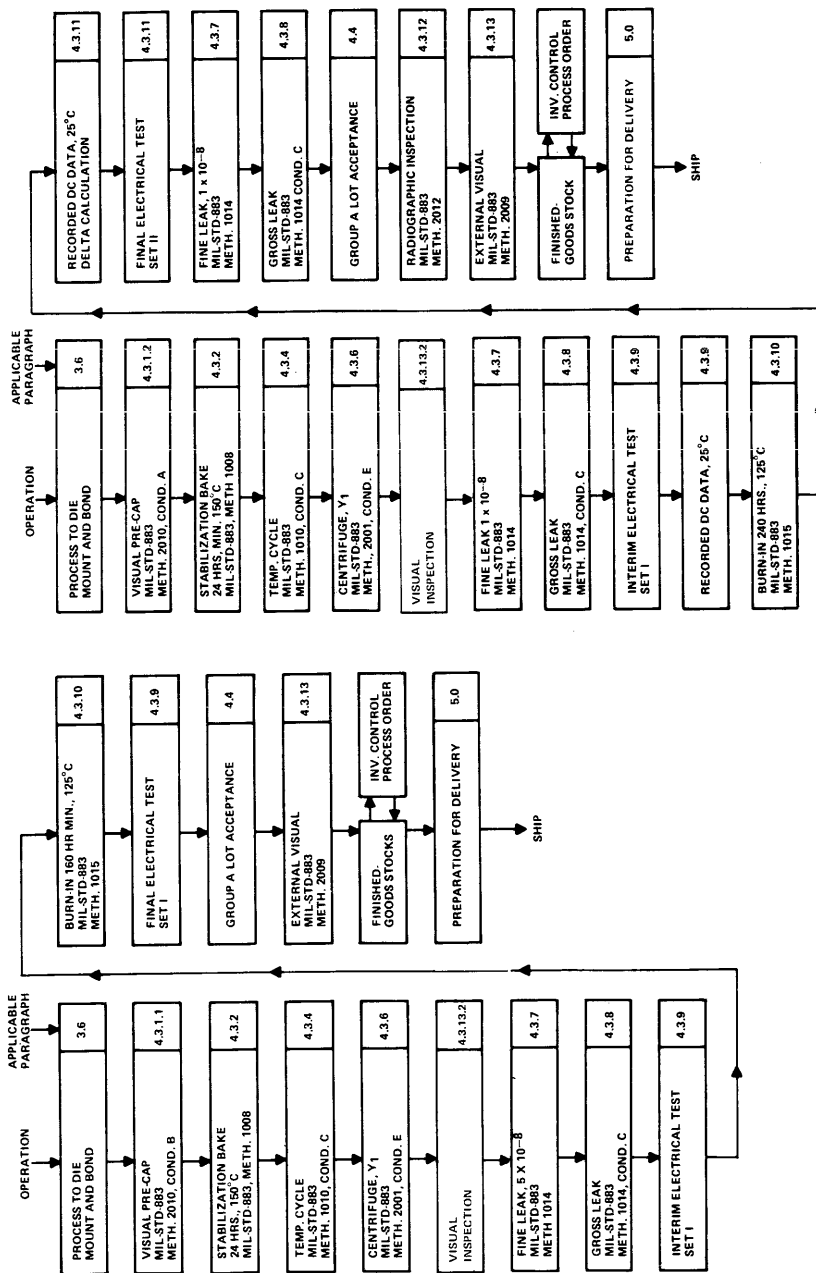 OPERATION
APPLICABLE
PARAGRAPH
PROCESS TO DIE
MOUNT AND BOND
3.6
VISUAL PRE-CAP
MIL-STD-883
METH. 2010, COND. B
4.3.1.1
STABILIZATION BAKE
24 HRS., 150°C
MIL-STD-883, METH. 1008
4.3.2
TEMP. CYCLE
MIL-STD-883
METH. 1010, COND. C
4.3.4
CENTRIFUGE, Y1
MIL-STD-883
METH. 2001, COND. E
4.3.6
VISUAL
INSPECTION
4.3.13.2
FINE LEAK, 5 X 10–8
MIL-STD-883
METH 1014
4.3.7
GROSS LEAK
MIL-STD-883
METH. 1014, COND. C
4.3.8
INTERIM ELECTRICAL TEST
SET I
4.3.9
BURN-IN 160 HR MIN., 125°C
MIL-STD-883
METH. 1015
4.3.10
FINAL ELECTRICAL TEST
SET I
4.3.9
GROUP A LOT ACCEPTANCE
4.4
EXTERNAL VISUAL
MIL-STD-883
METH. 2009
4.3.13
FINISHED-
GOODS STOCKS
INV. CONTROL
PROCESS ORDER
PREPARATION FOR DELIVERY
5.0
SHIP
OPERATION
APPLICABLE
PARAGRAPH
PROCESS TO DIE
MOUNT AND BOND
3.6
VISUAL PRE-CAP
MIL-STD-883
METH. 2010, COND. A
4.3.1.2
STABILIZATION BAKE
24 HRS, MIN. 150°C
MIL-STD-883, METH 1008
4.3.2
TEMP. CYCLE
MIL-STD-883
METH. 1010, COND. C
4.3.4
CENTRIFUGE, Y1
MIL-STD-883
METH., 2001, COND. E
4.3.6
VISUAL
INSPECTION
4.3.13.2
FINE LEAK 1 x 10–8
MIL-STD-883
METH. 1014
4.3.7
GROSS LEAK
MIL-STD-883
METH. 1014, COND. C
4.3.8
INTERIM ELECTRICAL TEST
SET I
4.3.9
RECORDED DC DATA, 25°C
4.3.9
BURN-IN 240 HRS., 125°C
MIL-STD-883
METH. 1015
4.3.10
RECORDED DC DATA, 25°C
DELTA CALCULATION
4.3.11
FINAL ELECTRICAL TEST
SET II
4.3.11
FINE LEAK, 1 x 10–8
MIL-STD-883
METH. 1014
4.3.7
GROSS LEAK
MIL-STD-883
METH. 1014 COND. C
4.3.8
GROUP A LOT ACCEPTANCE
4.4
RADIOGRAPHIC INSPECTION
MIL-STD-883
METH. 2012
4.3.12
EXTERNAL VISUAL
MIL-STD-883
METH. 2009
4.3.13
FINISHED-
GOODS STOCK
INV. CONTROL
PROCESS ORDER
PREPARATION FOR DELIVERY
5.0
SHIP